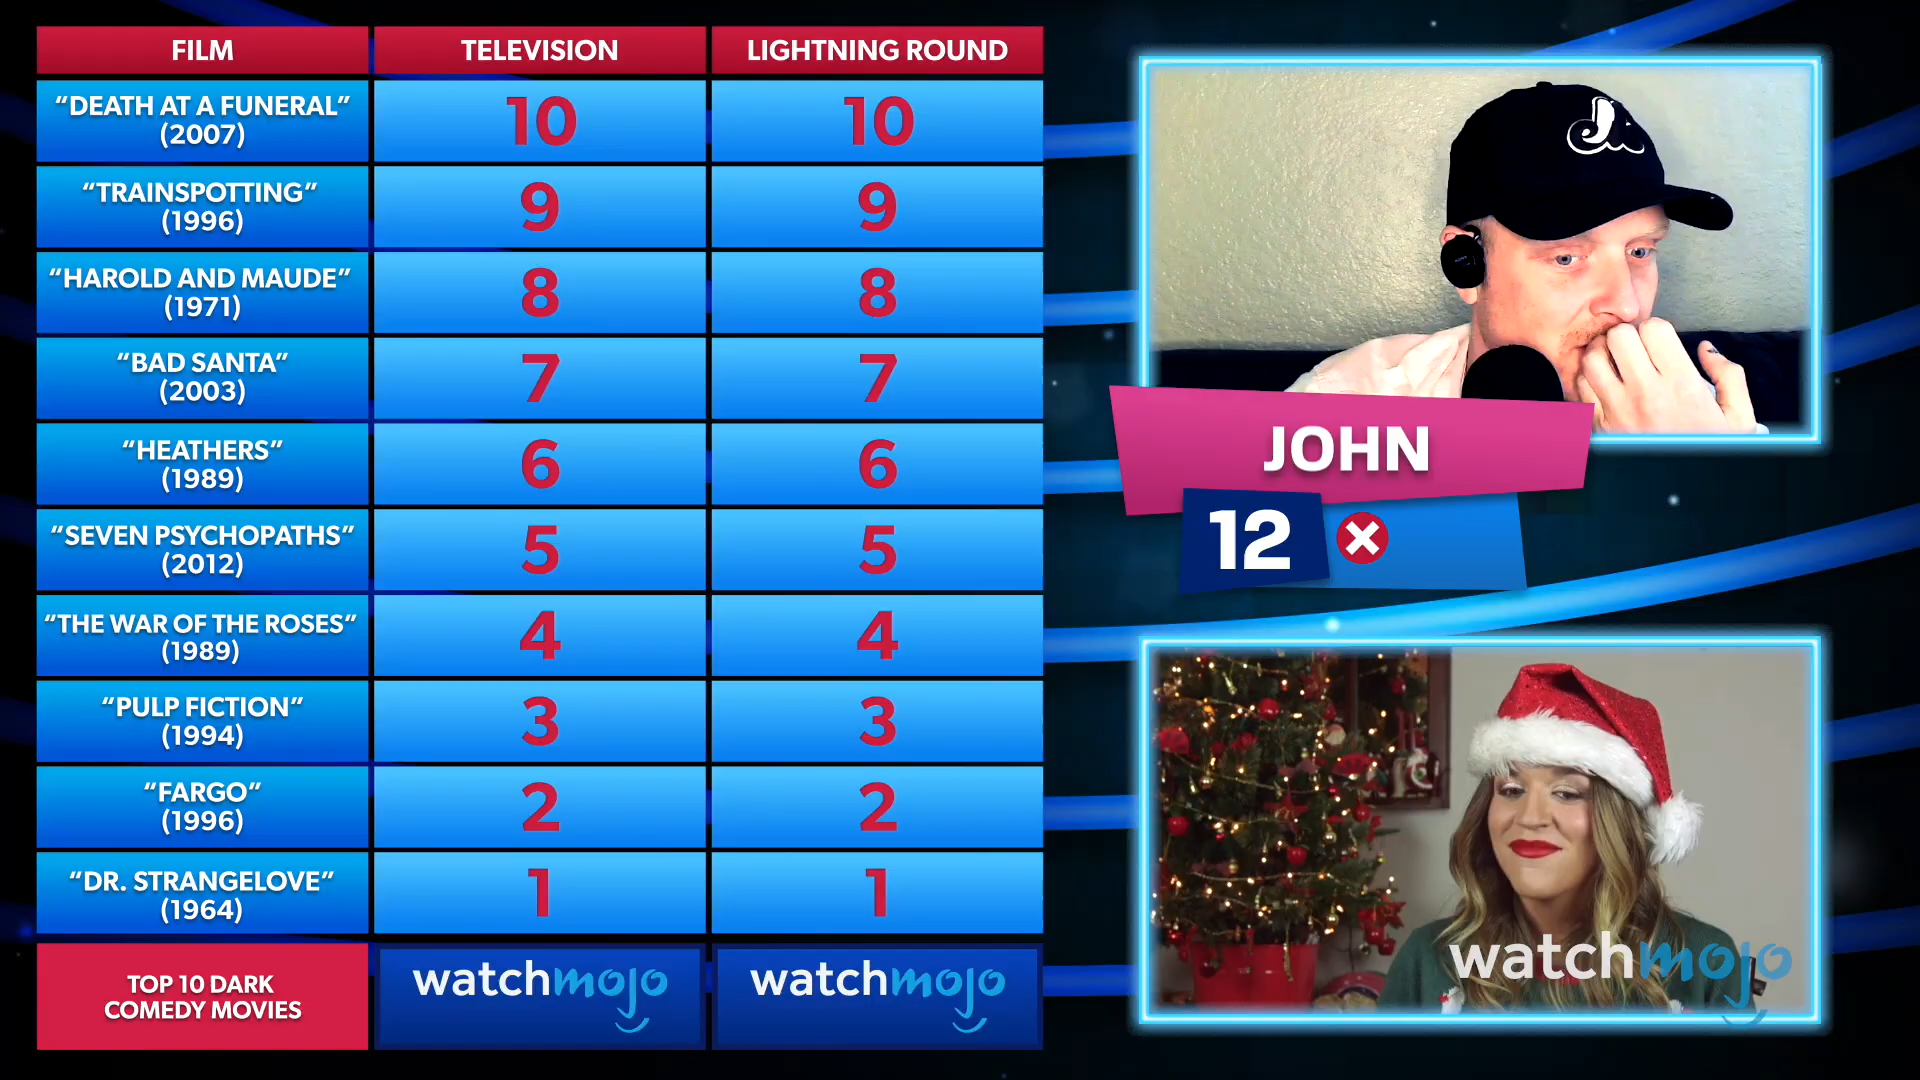 FILM
TELEVISION
LIGHTNING ROUND
“DEATH AT A FUNERAL”
(2007)
10
10
“TRAINSPOTTING”
(1996)
9
9
“HAROLD AND MAUDE”
(1971)
8
8
“BAD SANTA”
(2003)
7
7
“HEATHERS”
(1989)
6
6
“SEVEN PSYCHOPATHS”
(2012)
5
5
“THE WAR OF THE ROSES”
(1989)
4
4
“PULP FICTION”
(1994)
3
3
“FARGO”
(1996)
2
2
“DR. STRANGELOVE”
(1964)
1
1
TOP 10 DARK
COMEDY MOVIES
watchmojo
watchmojo
JOHN
12
watchmojo